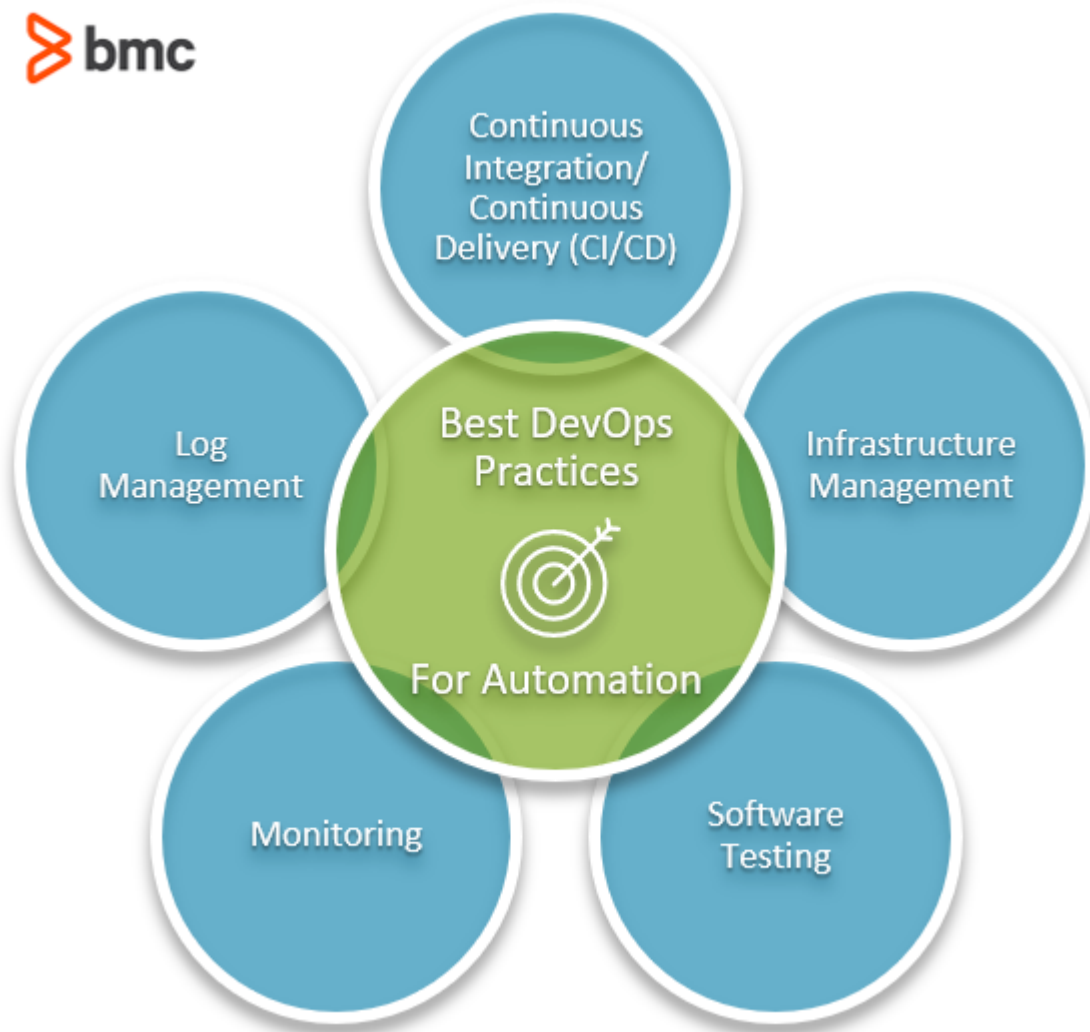 bmc
Continuous
Integration/
Continuous
Delivery (CI/CD)
Log
Management
Best DevOps
Practices
For Automation
Infrastructure
Management
Monitoring
Software
Testing